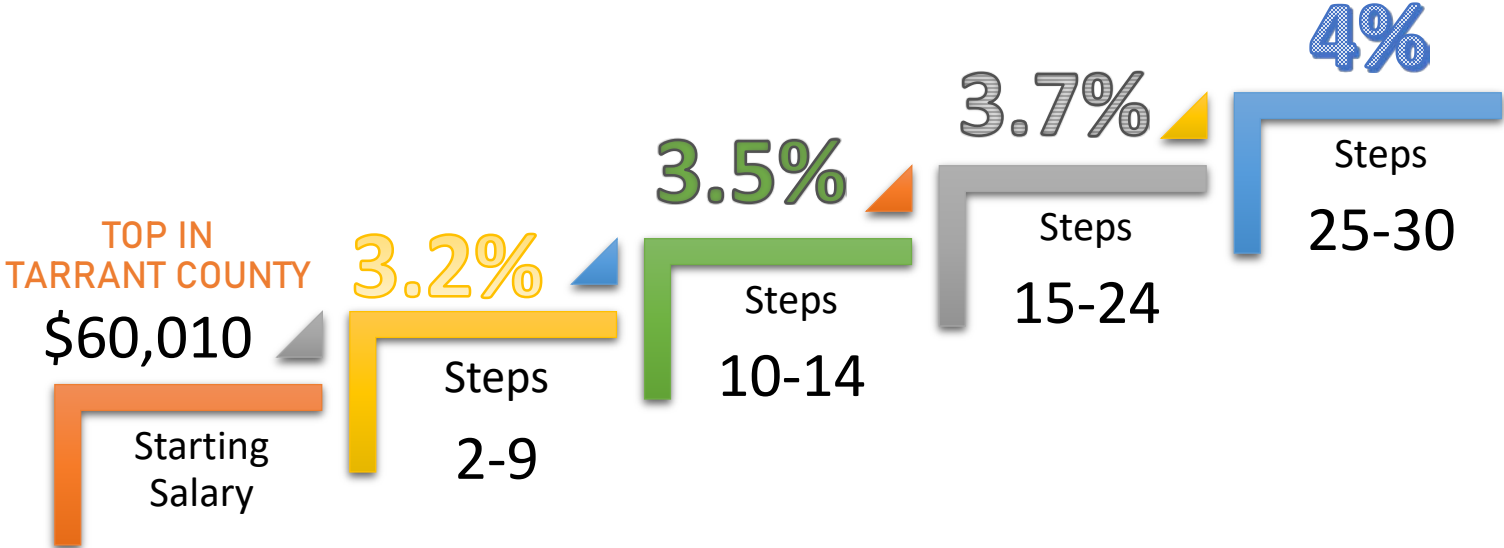 TOP IN
TARRANT COUNTY
$60,010
Starting
Salary
3.2%
Steps
2-9
3.5%
Steps
10-14
3.7%
Steps
15-24
4%
Steps
25-30